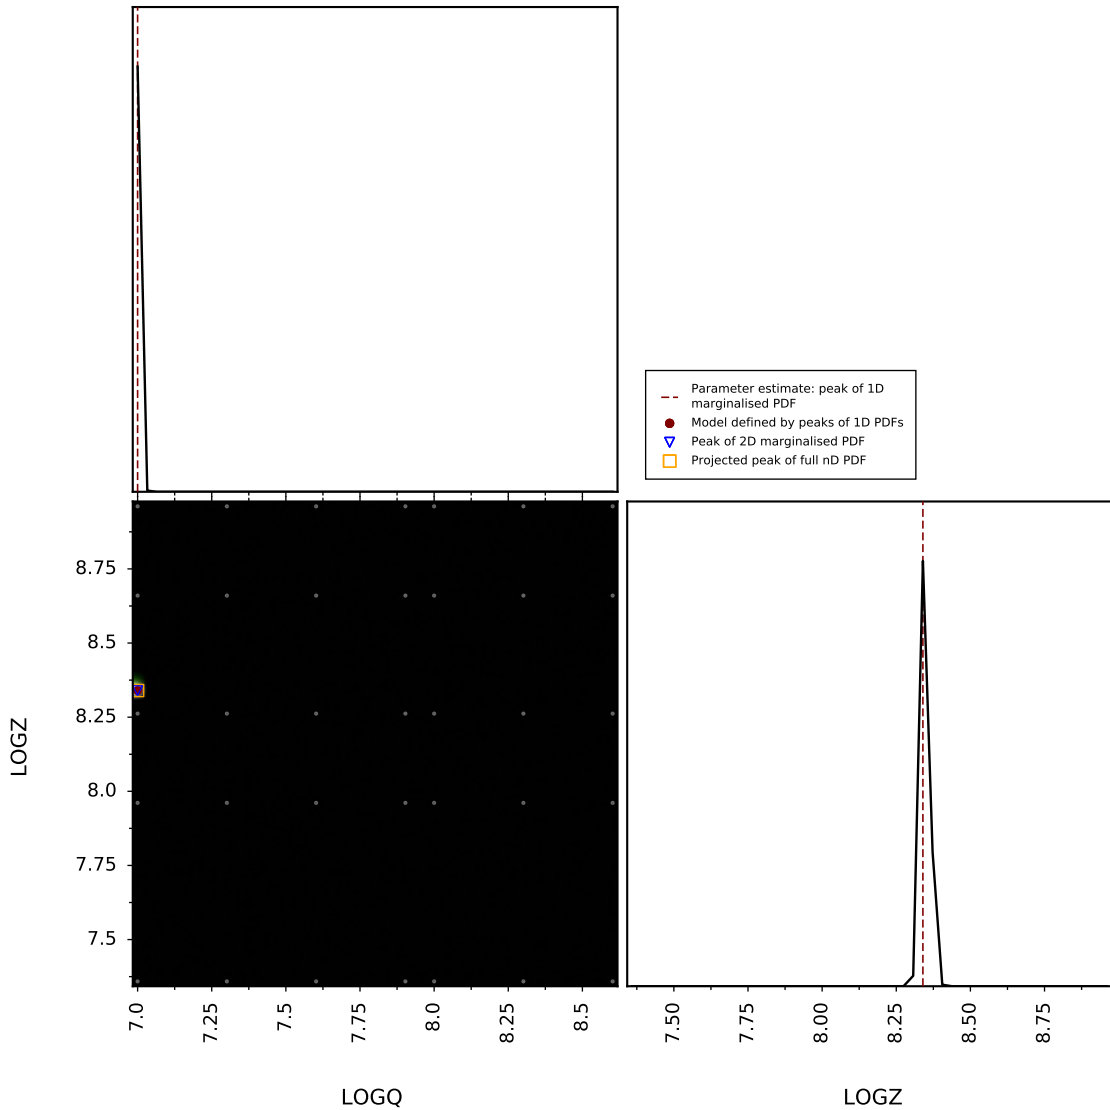 Parameter estimate: peak of 1D
marginalised PDF
Model defined by peaks of 1D PDFs
Peak of 2D marginalised PDF
Projected peak of full nD PDF
8.75
8.5
8.25
8.0
7.75
7.5
LOGZ
7.0
7.25
7.5
7.75
8.0
8.25
8.5
LOGQ
7.50
7.75
8.00
8.25
8.50
8.75
LOGZ